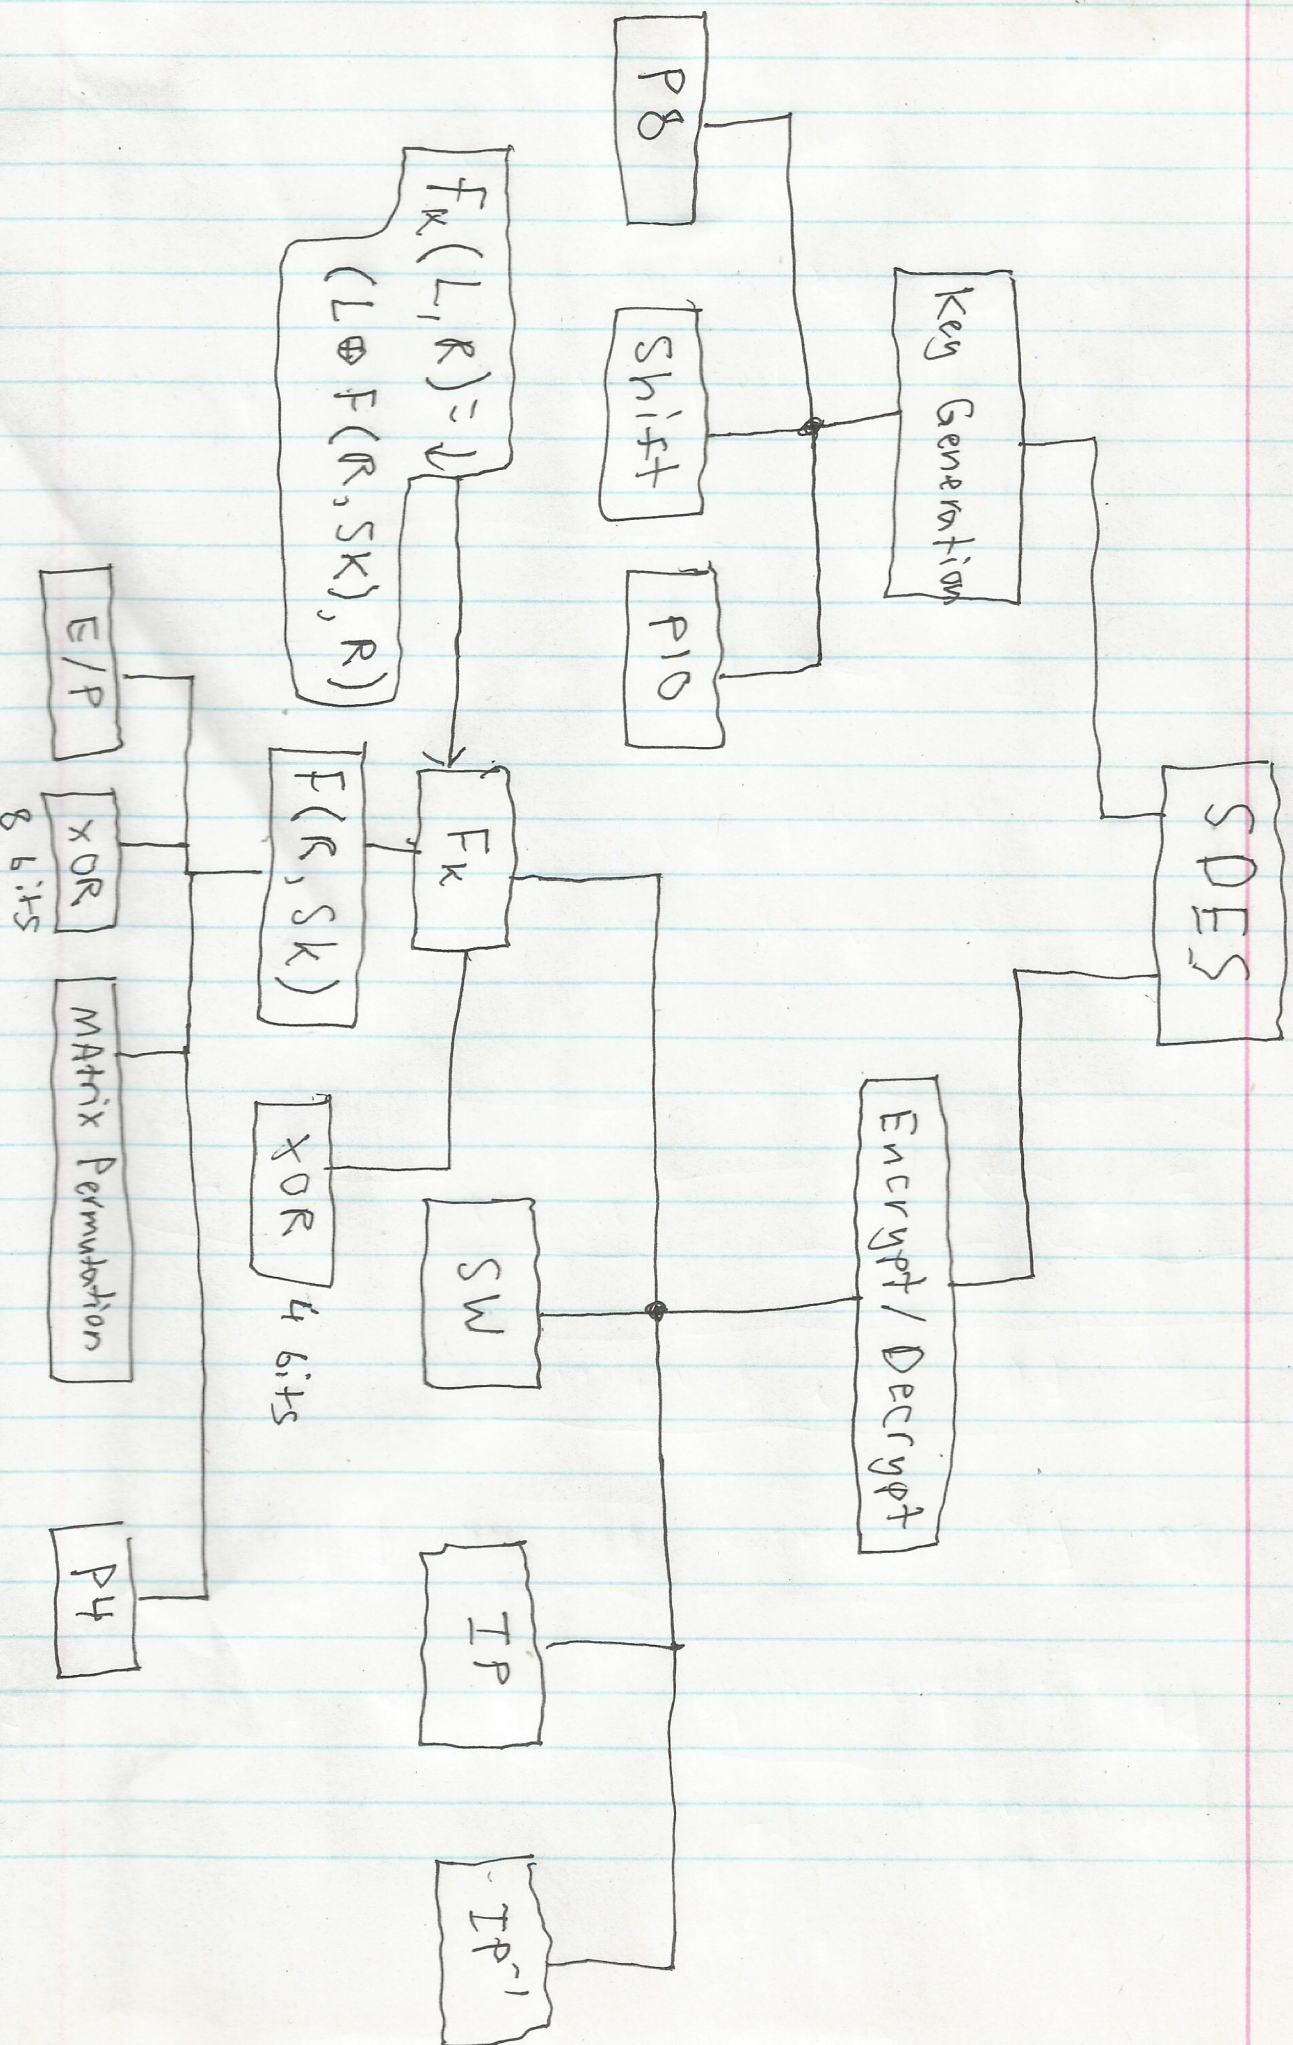 SDES
Key Generation
Encrypt / Decrypt
P8
Shift
P10
FK (L, R) = ↓
(L ⊕ F(R, SK), R)
FK
SW
IP
IP⁻¹
F(R, SK)
XOR
4 bits
E/P
XOR
8 bits
MAtrix Permutation
P4